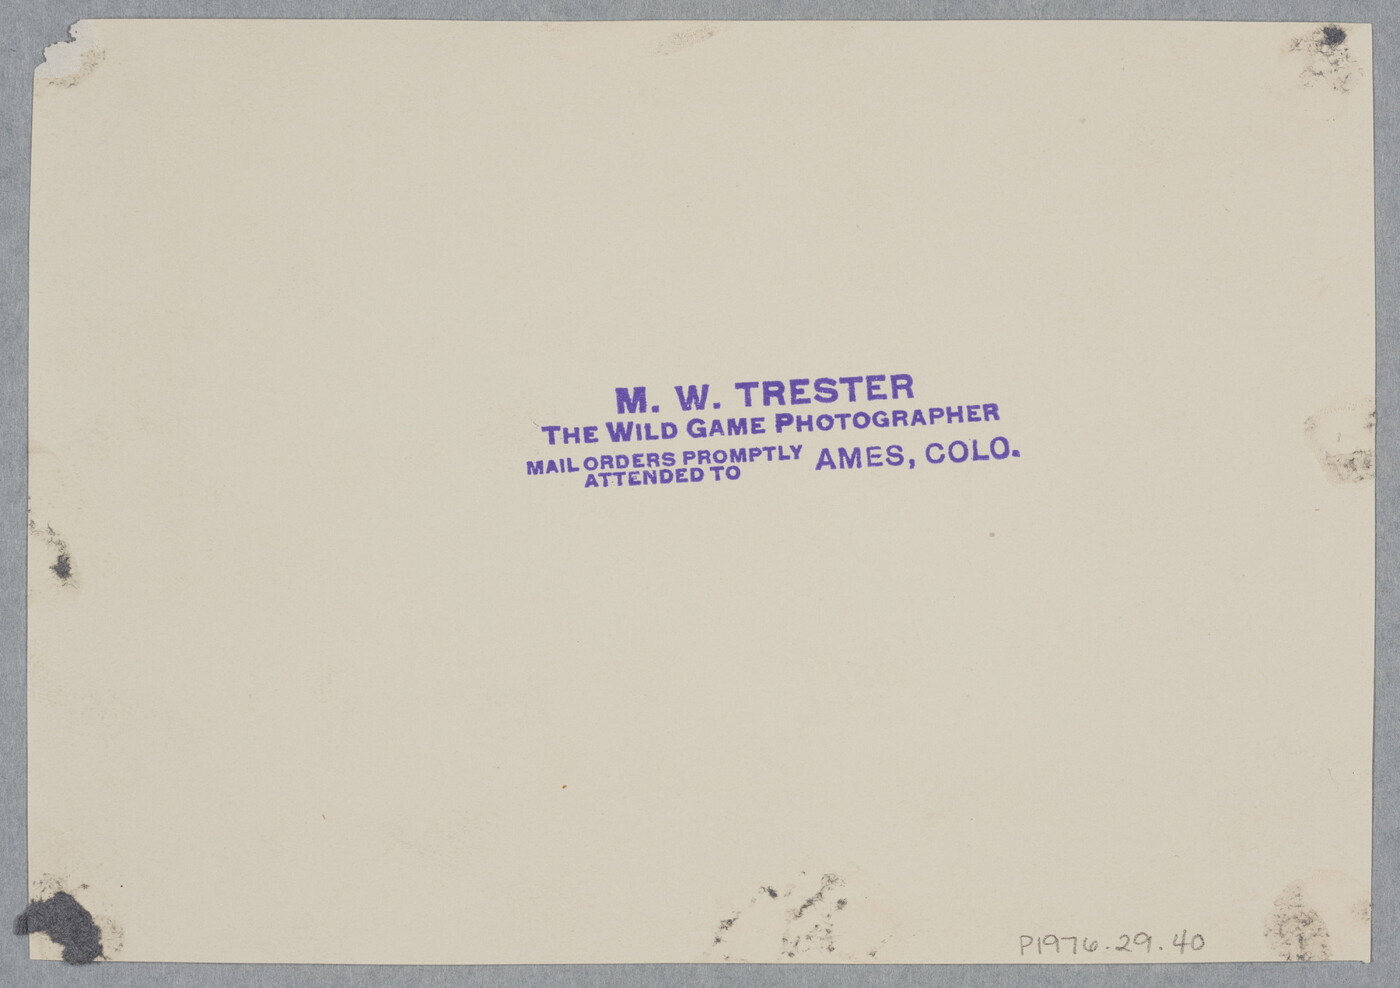 M. W. TRESTER
THE WILD GAME PHOTOGRAPHER
MAIL ORDERS PROMPTLY
ATTENDED TO
AMES, COLO.
P1976.29.40